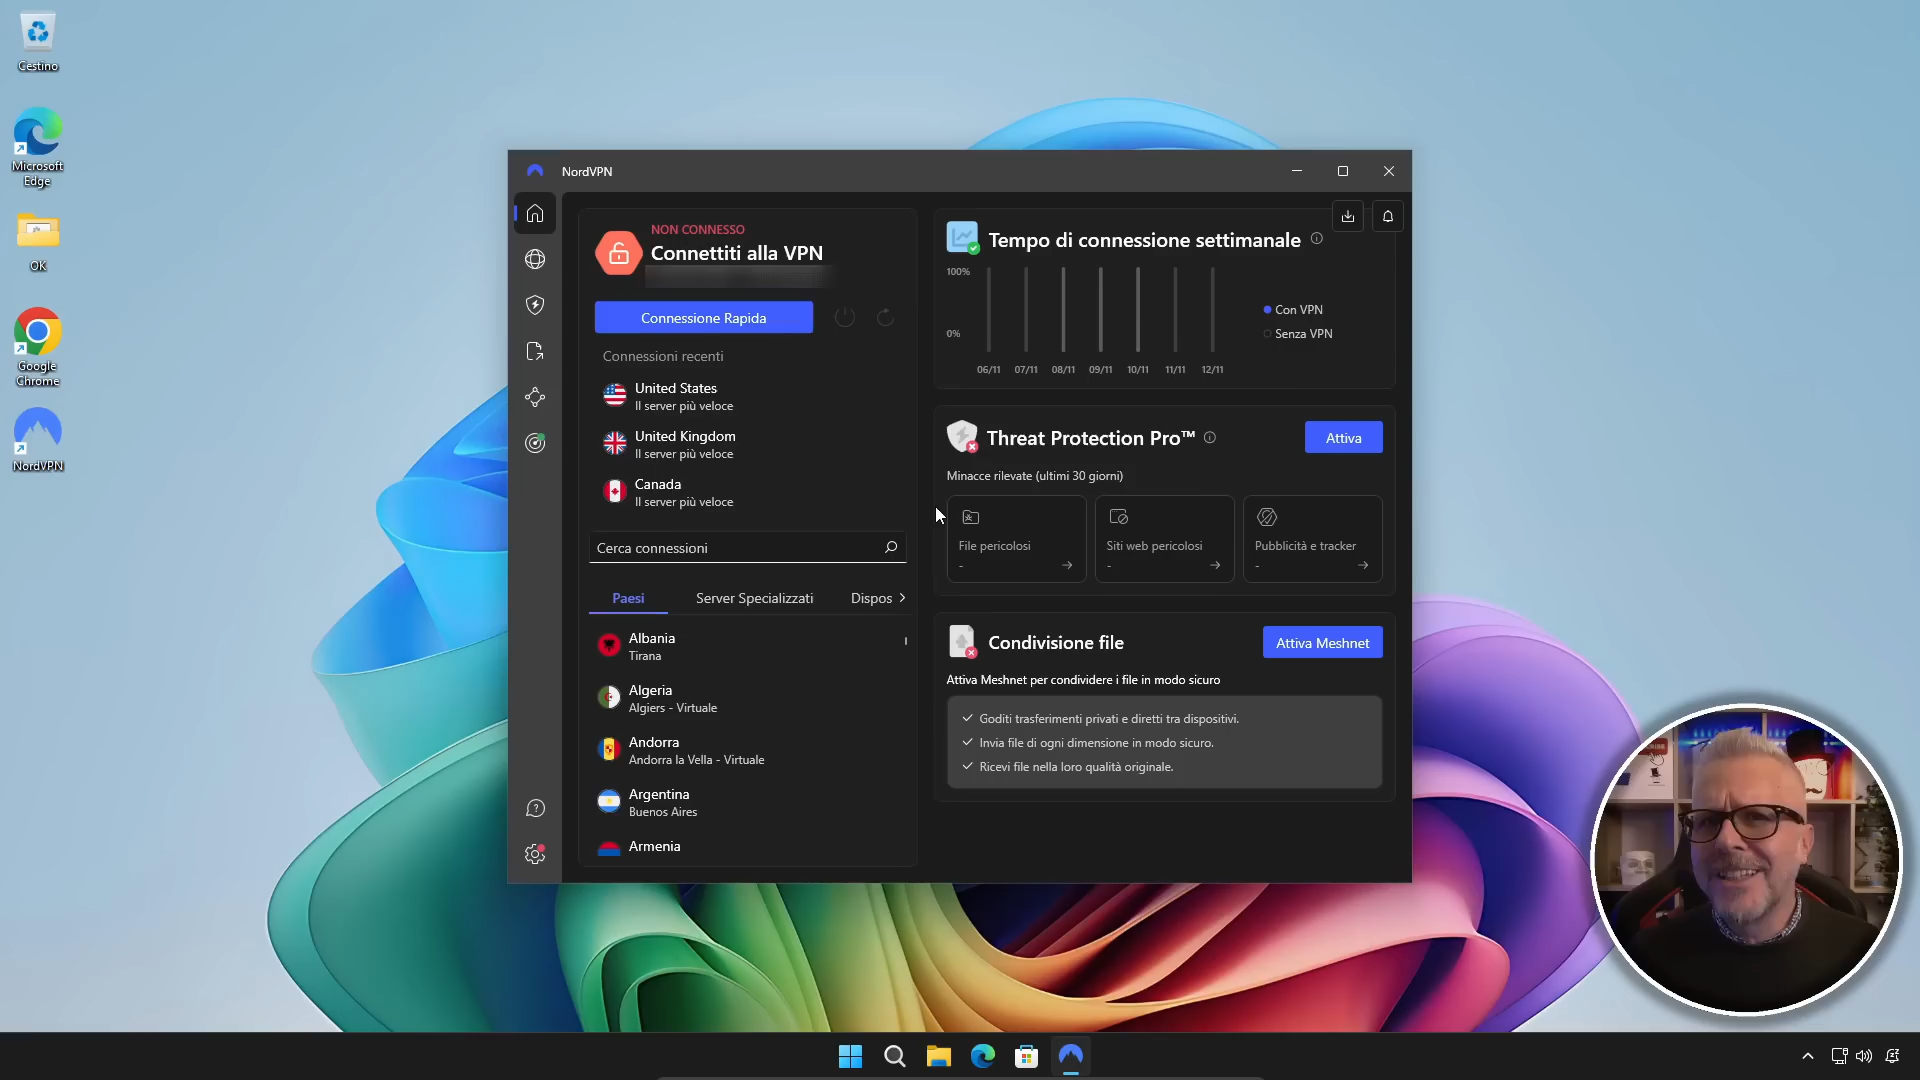 Cestino
Microsoft
Edge
OK
Google
Chrome
NordVPN
NordVPN
NON CONNESSO
Connettiti alla VPN
Connessione Rapida
Connessioni recenti
United States
Il server più veloce
United Kingdom
Il server più veloce
Canada
Il server più veloce
Cerca connessioni
Paesi
Server Specializzati
Dispos
Albania
Tirana
Algeria
Algiers - Virtuale
Andorra
Andorra la Vella - Virtuale
Argentina
Buenos Aires
Armenia
Tempo di connessione settimanale
100%
0%
06/11 07/11 08/11 09/11 10/11 11/11 12/11
Con VPN
Senza VPN
Threat Protection Pro™
Attiva
Minacce rilevate (ultimi 30 giorni)
File pericolosi
-
Siti web pericolosi
-
Pubblicità e tracker
-
Condivisione file
Attiva Meshnet
Attiva Meshnet per condividere i file in modo sicuro
Goditi trasferimenti privati e diretti tra dispositivi.
Invia file di ogni dimensione in modo sicuro.
Ricevi file nella loro qualità originale.